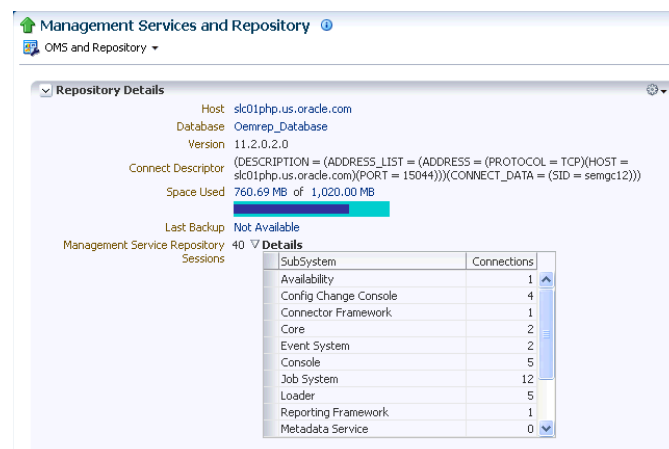 Management Services and Repository
OMS and Repository
Repository Details
Host slc01php.us.oracle.com
Database Oemrep_Database
Version 11.2.0.2.0
Connect Descriptor (DESCRIPTION = (ADDRESS_LIST = (ADDRESS = (PROTOCOL = TCP)(HOST =
slc01php.us.oracle.com)(PORT = 15044)))(CONNECT_DATA = (SID = semgc12)))
Space Used 760.69 MB of 1,020.00 MB
Last Backup Not Available
Management Service Repository 40 Details
Sessions
SubSystem Connections
Availability 1
Config Change Console 4
Connector Framework 1
Core 2
Event System 2
Console 5
Job System 12
Loader 5
Reporting Framework 1
Metadata Service 0